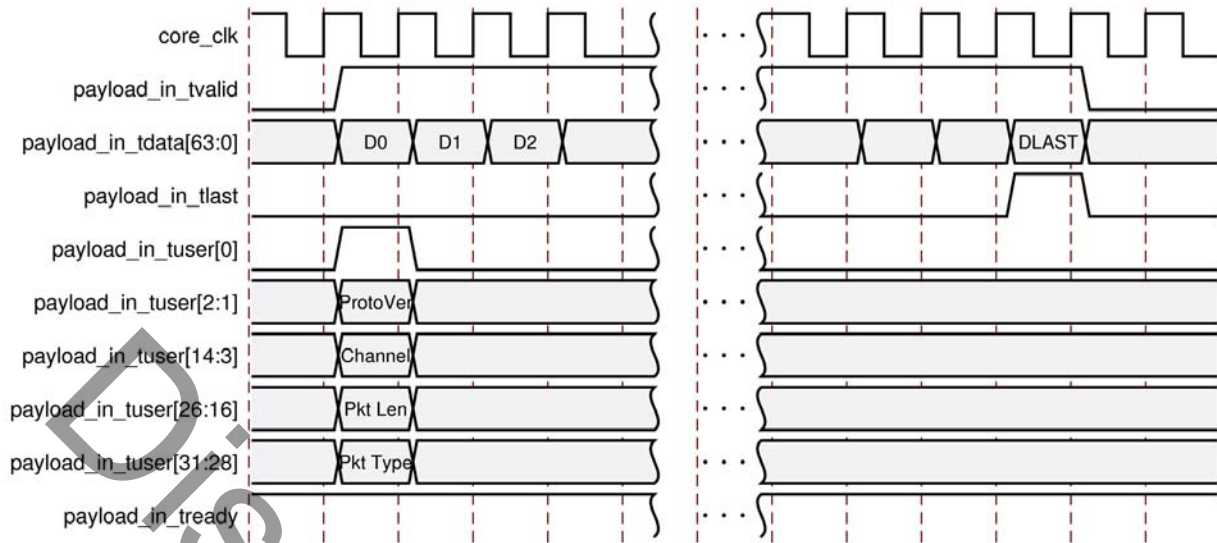 core_clk
payload_in_tvalid
payload_in_tdata[63:0] D0 D1 D2 DLAST
payload_in_tlast
payload_in_tuser[0]
payload_in_tuser[2:1] ProtoVer
payload_in_tuser[14:3] Channel
payload_in_tuser[26:16] Pkt Len
payload_in_tuser[31:28] Pkt Type
payload_in_tready
Dis